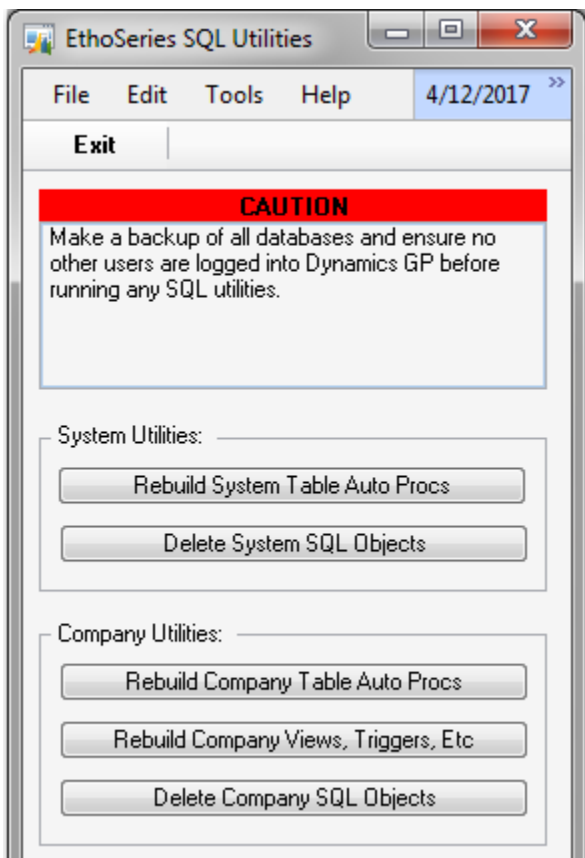 EthoSeries SQL Utilities
File Edit Tools Help 4/12/2017 »
Exit
CAUTION
Make a backup of all databases and ensure no
other users are logged into Dynamics GP before
running any SQL utilities.
System Utilities:
Rebuild System Table Auto Procs
Delete System SQL Objects
Company Utilities:
Rebuild Company Table Auto Procs
Rebuild Company Views, Triggers, Etc
Delete Company SQL Objects